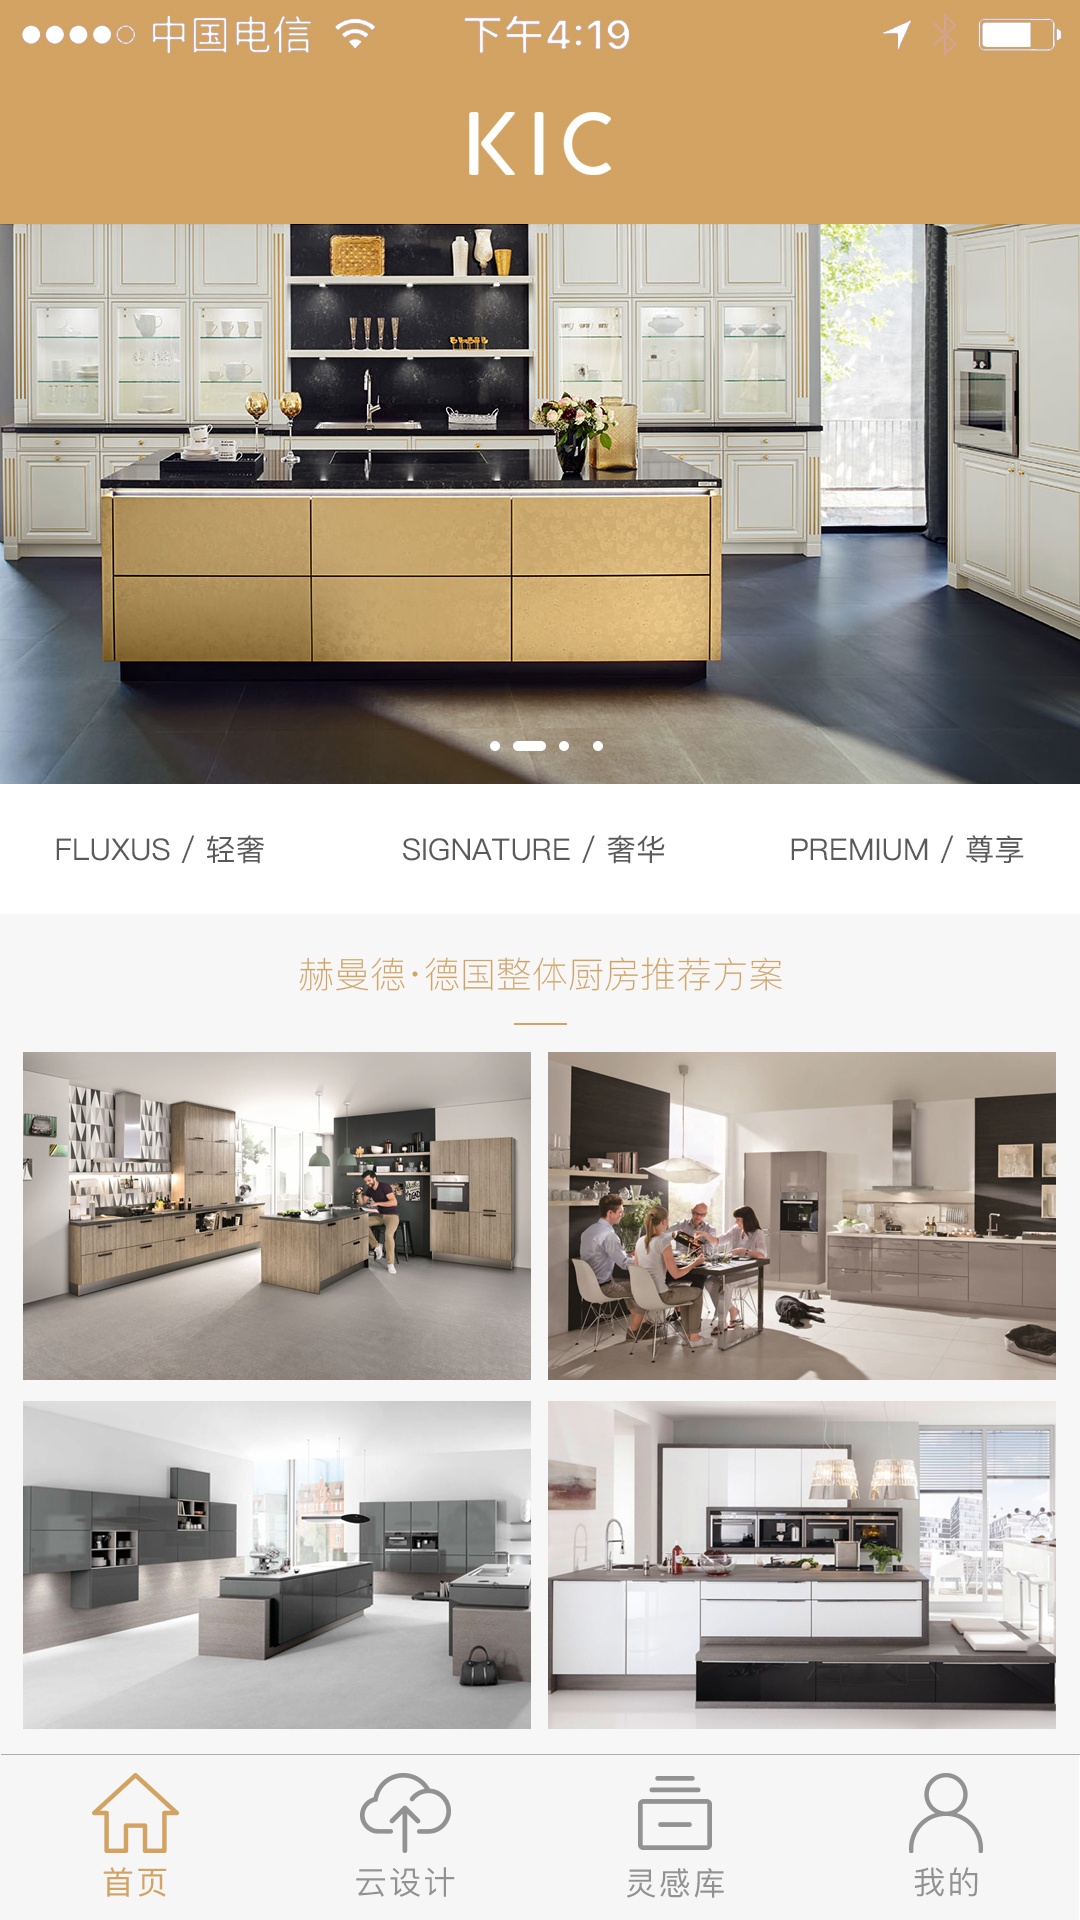 中国电信 下午4:19
KIC
FLUXUS / 轻奢 SIGNATURE / 奢华 PREMIUM / 尊享
赫曼德·德国整体厨房推荐方案
首页 云设计 灵感库 我的